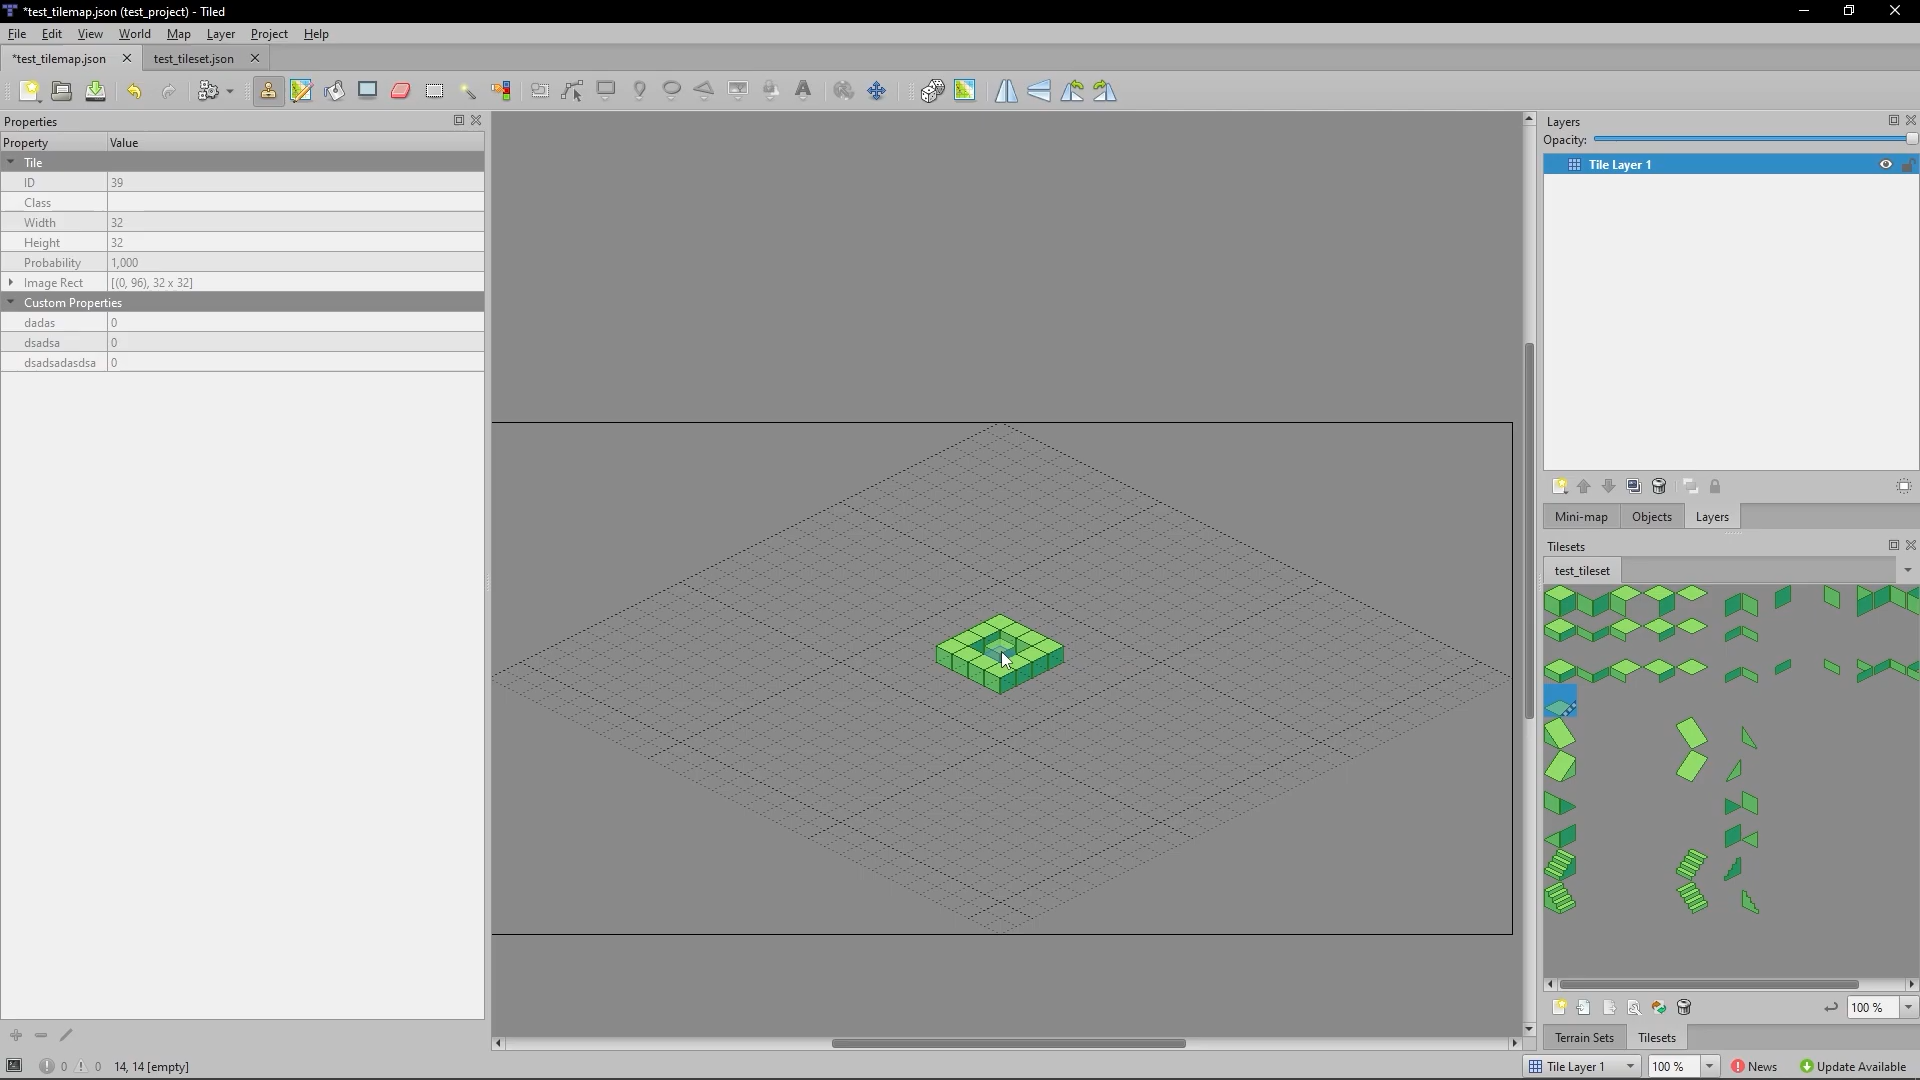 *test_tilemap.json (test_project) - Tiled
File Edit View World Map Layer Project Help
*test_tilemap.json test_tileset.json
Properties
Property Value
Tile
ID 39
Class
Width 32
Height 32
Probability 1,000
Image Rect [(0, 96), 32 x 32]
Custom Properties
dadas 0
dsadsa 0
dsadsadasdsa 0
Layers
Opacity:
Tile Layer 1
Mini-map Objects Layers
Tilesets
test_tileset
100 %
Terrain Sets Tilesets
0 0 14, 14 [empty]
Tile Layer 1 100 % News Update Available